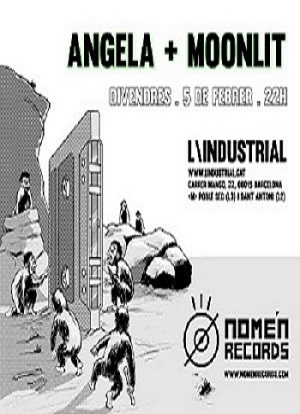 ANGELA + MOONLIT
DIVENDRES . 5 DE FEBRER . 22H
L\INDUSTRIAL
WWW.LINDUSTRIAL.CAT
CARRER MANSO, 22, 08015 BARCELONA
<M> POBLE SEC (L3) I SANT ANTONI (L2)
NOMEN
RECORDS
WWW.NOMENRECORDS.COM